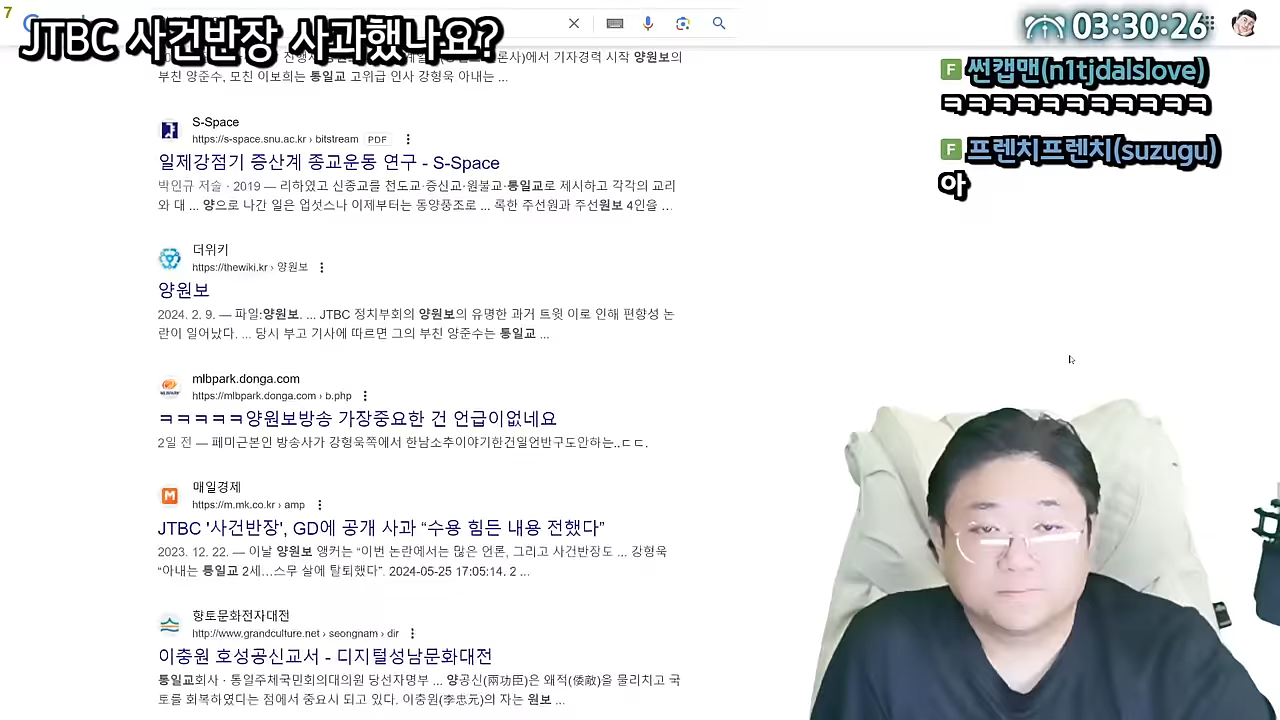 7
JTBC 사건반장 사과했나요?
03:30:26
부친 양준수, 모친 이보희는 통일교 고위급 인사 강형욱 아내는 ...
S-Space
https://s-space.snu.ac.kr › bitstream PDF
일제강점기 증산계 종교운동 연구 - S-Space
박인규 저술 · 2019 — 리하였고 신종교를 천도교·증신교·원불교·통일교로 제시하고 각각의 교리
와 대 ... 양으로 나간 일은 업섯스나 이제부터는 동양풍조로 ... 록한 주선원과 주선원보 4인을 ...
더위키
https://thewiki.kr › 양원보
양원보
2024. 2. 9. — 파일:양원보. ... JTBC 정치부회의 양원보의 유명한 과거 트윗 이로 인해 편향성 논
란이 일어났다. ... 당시 부고 기사에 따르면 그의 부친 양준수는 통일교 ...
mlbpark.donga.com
https://mlbpark.donga.com › b.php
ㅋㅋㅋㅋㅋ양원보방송 가장중요한 건 언급이없네요
2일 전 — 페미근본인 방송사가 강형욱쪽에서 한남소추이야기한건일언반구도안하는..ㄷㄷ.
매일경제
https://m.mk.co.kr › amp
JTBC '사건반장', GD에 공개 사과 “수용 힘든 내용 전했다”
2023. 12. 22. — 이날 양원보 앵커는 “이번 논란에서는 많은 언론, 그리고 사건반장도 ... 강형욱
“아내는 통일교 2세…스무 살에 탈퇴했다”. 2024-05-25 17:05:14. 2 ...
향토문화전자대전
http://www.grandculture.net › seongnam › dir
이충원 호성공신교서 - 디지털성남문화대전
통일교회사 · 통일주체국민회의대의원 당선자명부 ... 양공신(兩功臣)은 왜적(倭敵)을 물리치고 국
토를 회복하였다는 점에서 중요시 되고 있다. 이충원(李忠元)의 자는 원보 ...
F 썬캡맨(n1tjdalslove)
ㅋㅋㅋㅋㅋㅋㅋㅋㅋㅋㅋ
F 프렌치프렌치(suzugu)
아